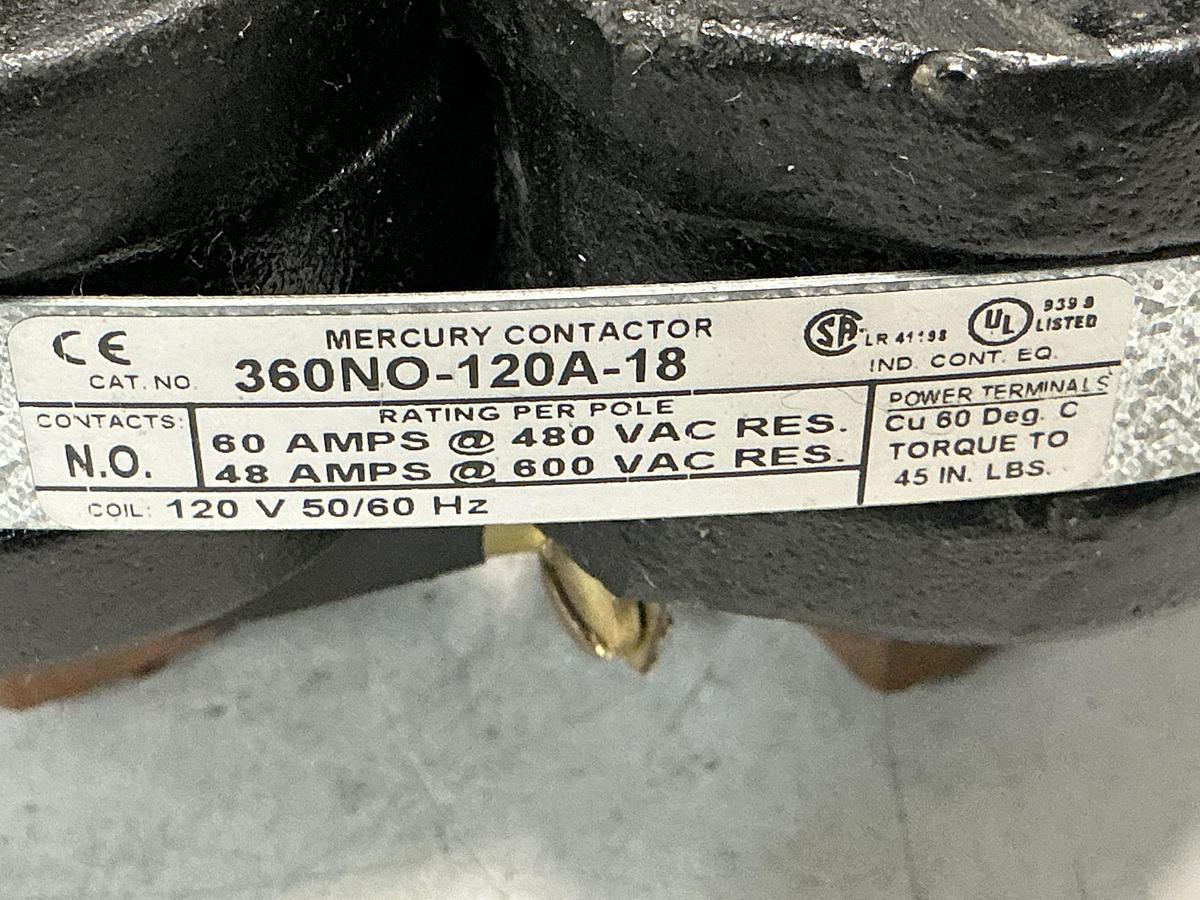 CE
MERCURY CONTACTOR
CAT. NO. 360NO-120A-18
SA LR 41198
UL 939 LISTED
IND. CONT. EQ.
CONTACTS:
N.O.
RATING PER POLE
60 AMPS @ 480 VAC RES.
48 AMPS @ 600 VAC RES.
COIL: 120 V 50/60 Hz
POWER TERMINALS
Cu 60 Deg. C
TORQUE TO
45 IN. LBS.